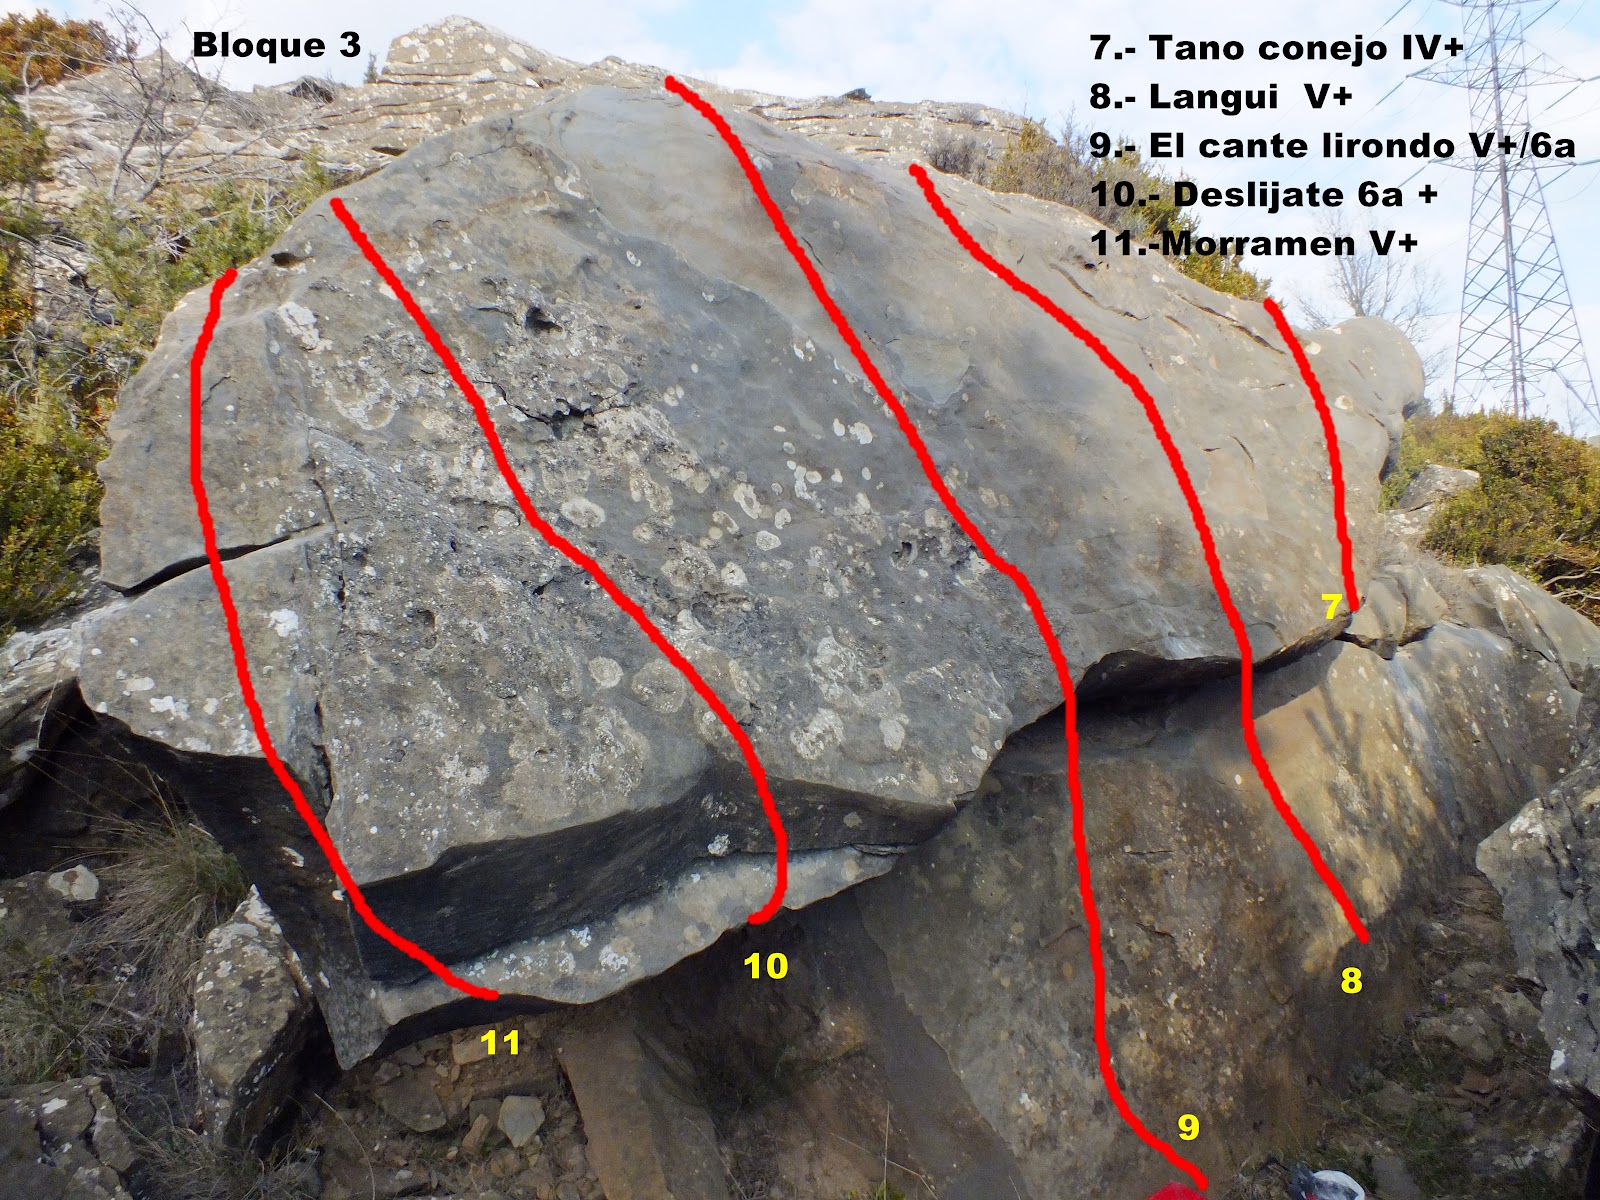 Bloque 3
7.- Tano conejo IV+
8.- Langui  V+
9.- El cante lirondo V+/6a
10.- Deslijate 6a +
11.-Morramen V+
7
8
9
10
11